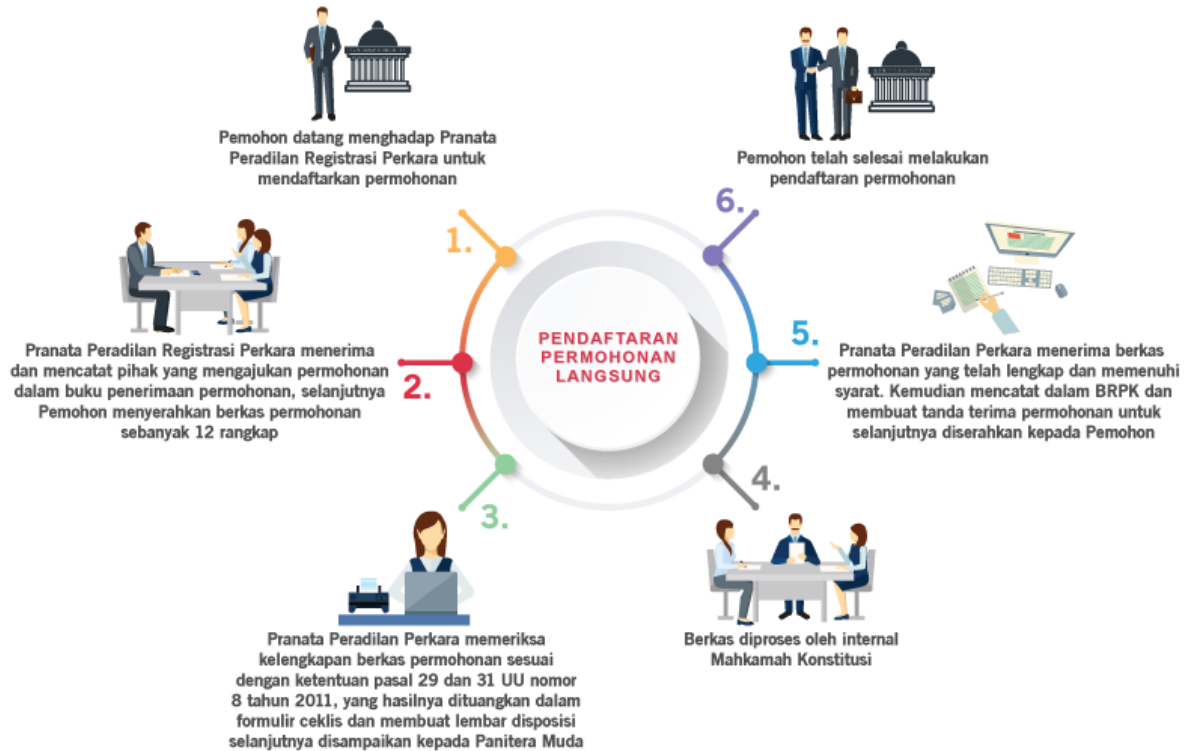 Pemohon datang menghadap Pranata
Peradilan Registrasi Perkara untuk
mendaftarkan permohonan
1.
Pranata Peradilan Registrasi Perkara menerima
dan mencatat pihak yang mengajukan permohonan
dalam buku penerimaan permohonan, selanjutnya
Pemohon menyerahkan berkas permohonan
sebanyak 12 rangkap
2.
3.
Pranata Peradilan Perkara memeriksa
kelengkapan berkas permohonan sesuai
dengan ketentuan pasal 29 dan 31 UU nomor
8 tahun 2011, yang hasilnya dituangkan dalam
formulir ceklis dan membuat lembar disposisi
selanjutnya disampaikan kepada Panitera Muda
PENDAFTARAN
PERMOHONAN
LANGSUNG
4.
Berkas diproses oleh internal
Mahkamah Konstitusi
5.
Pranata Peradilan Perkara menerima berkas
permohonan yang telah lengkap dan memenuhi
syarat. Kemudian mencatat dalam BRPK dan
membuat tanda terima permohonan untuk
selanjutnya diserahkan kepada Pemohon
6.
Pemohon telah selesai melakukan
pendaftaran permohonan